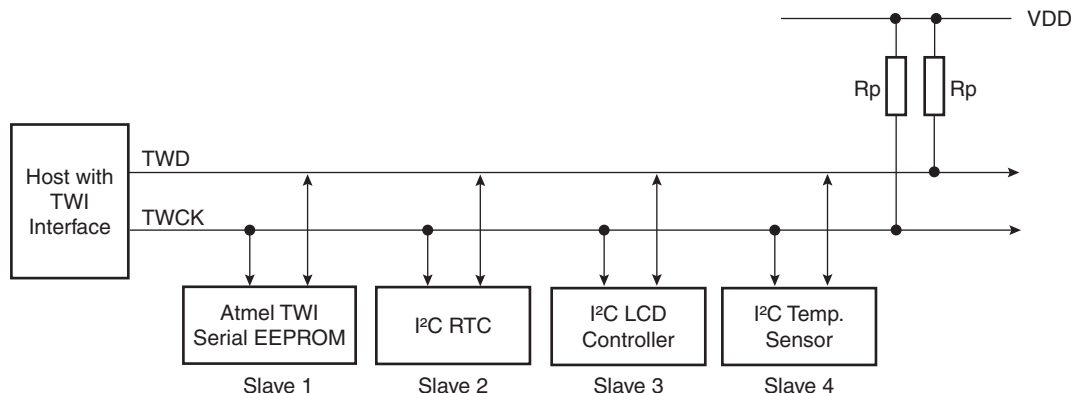 VDD
Rp
Rp
Host with
TWI
Interface
TWD
TWCK
Atmel TWI
Serial EEPROM
I²C RTC
I²C LCD
Controller
I²C Temp.
Sensor
Slave 1
Slave 2
Slave 3
Slave 4